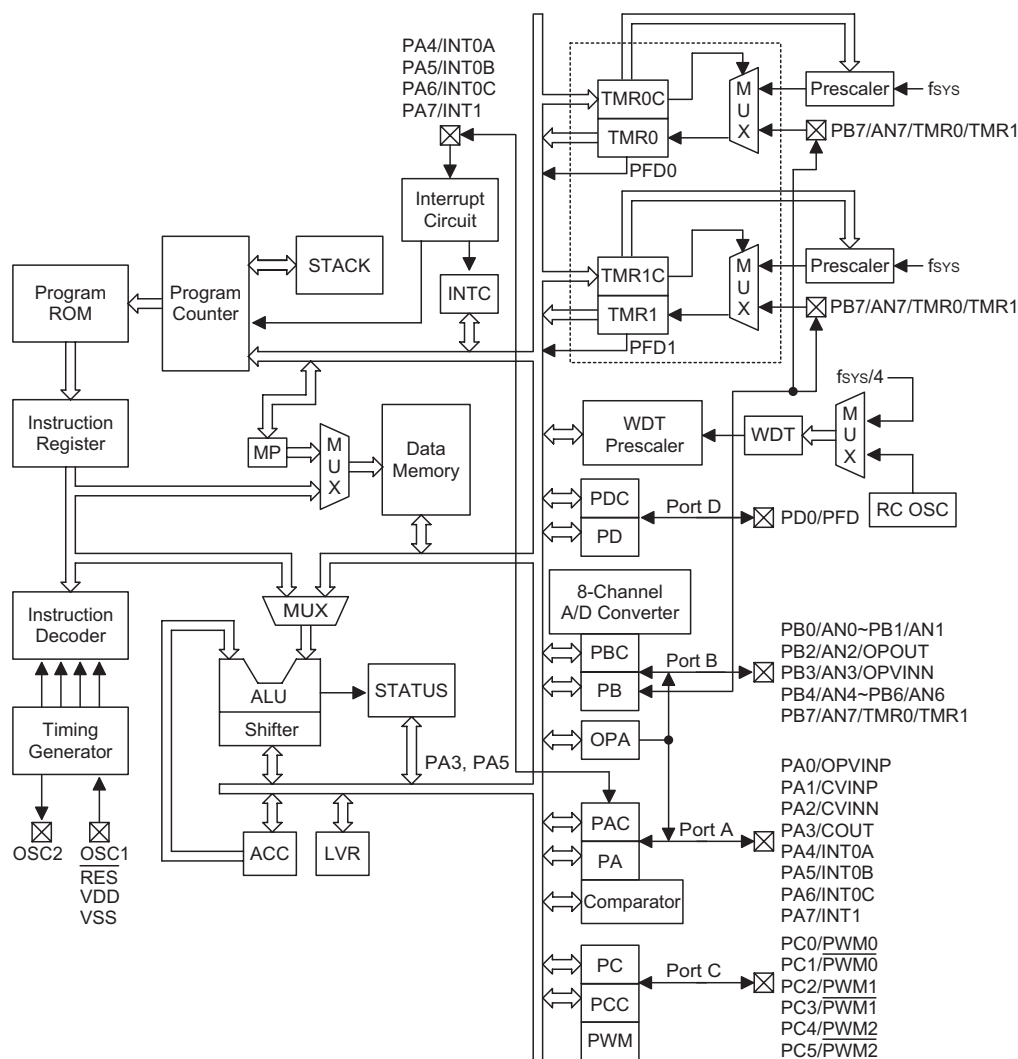 PA4/INT0A
PA5/INT0B
PA6/INT0C
PA7/INT1
Interrupt
Circuit
STACK
INTC
Program
ROM
Program
Counter
Instruction
Register
MP
MUX
Data
Memory
Instruction
Decoder
MUX
ALU
Shifter
STATUS
Timing
Generator
PA3, PA5
OSC2
OSC1
RES
VDD
VSS
ACC
LVR
TMR0C
TMR0
PFD0
MUX
Prescaler
fSYS
PB7/AN7/TMR0/TMR1
TMR1C
TMR1
PFD1
MUX
Prescaler
fSYS
PB7/AN7/TMR0/TMR1
fSYS/4
WDT
Prescaler
WDT
MUX
RC OSC
PDC
PD
Port D
PD0/PFD
8-Channel
A/D Converter
PBC
PB
Port B
PB0/AN0~PB1/AN1
PB2/AN2/OPOUT
PB3/AN3/OPVINN
PB4/AN4~PB6/AN6
PB7/AN7/TMR0/TMR1
OPA
PAC
PA
Comparator
Port A
PA0/OPVINP
PA1/CVINP
PA2/CVINN
PA3/COUT
PA4/INT0A
PA5/INT0B
PA6/INT0C
PA7/INT1
PC
PCC
PWM
Port C
PC0/PWM0
PC1/PWM0
PC2/PWM1
PC3/PWM1
PC4/PWM2
PC5/PWM2